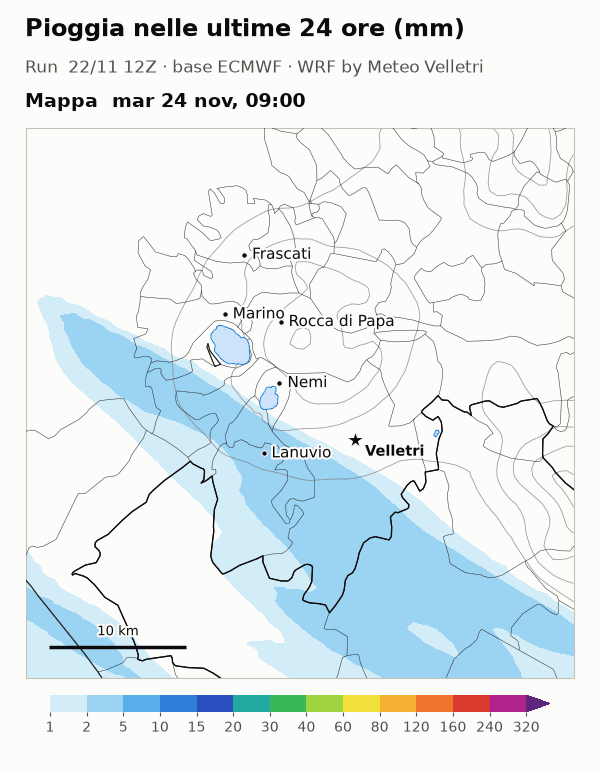 Pioggia nelle ultime 24 ore (mm)
Run  22/11 12Z · base ECMWF · WRF by Meteo Velletri
Mappa  mar 24 nov, 09:00
Frascati
Marino
Rocca di Papa
Nemi
Velletri
Lanuvio
10 km
1 2 5 10 15 20 30 40 60 80 120 160 240 320